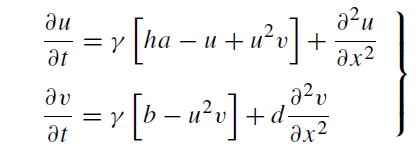 ∂u/∂t = γ [ha − u + u²v] + ∂²u/∂x²
∂v/∂t = γ [b − u²v] + d ∂²v/∂x²